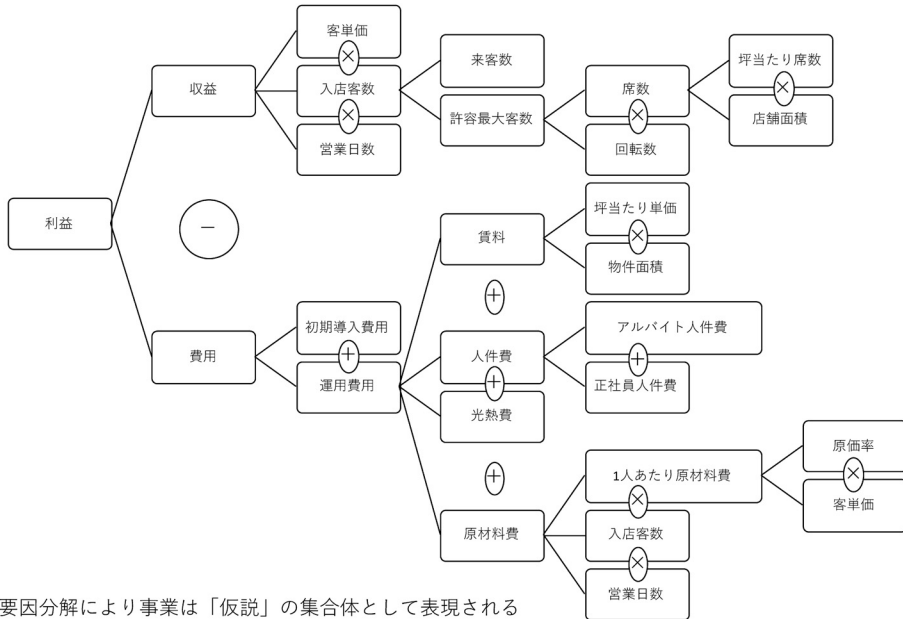 客単価
×
入店客数
×
営業日数
収益
来客数
許容最大客数
席数
×
回転数
坪当たり席数
×
店舗面積
利益
−
賃料
坪当たり単価
×
物件面積
+
費用
初期導入費用
+
運用費用
人件費
+
光熱費
アルバイト人件費
+
正社員人件費
+
原材料費
1人あたり原材料費
×
入店客数
×
営業日数
原価率
×
客単価
要因分解により事業は「仮説」の集合体として表現される